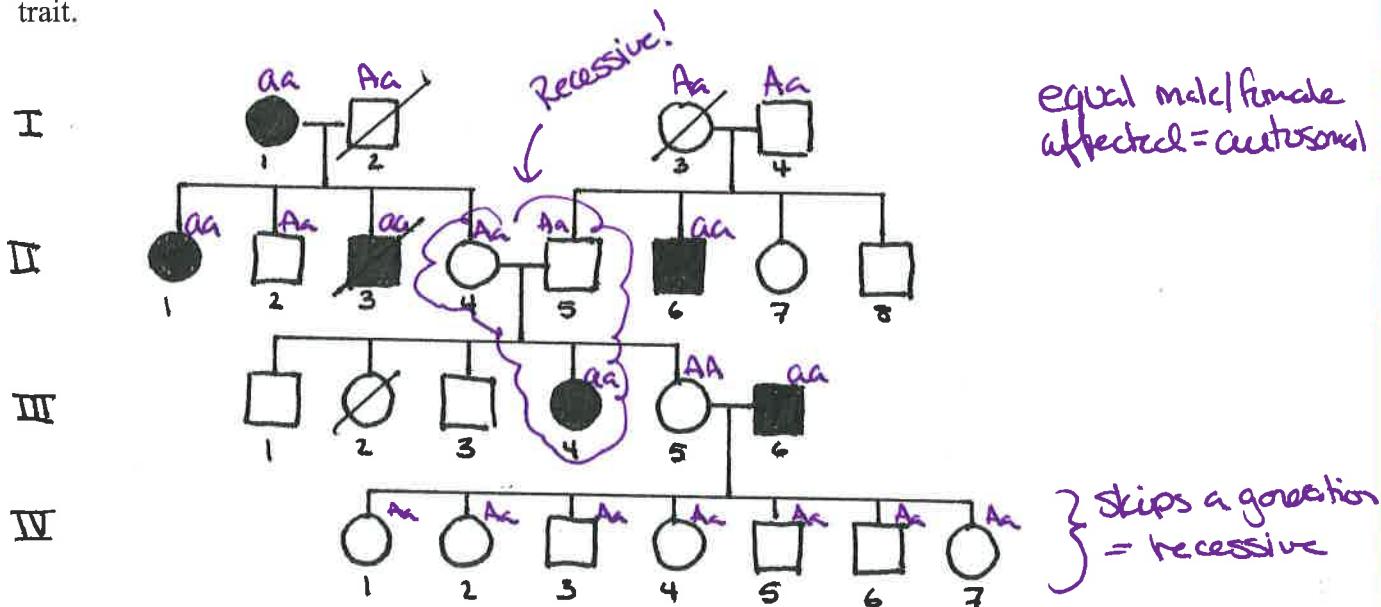 trait.
Recessive!
aa Aa Aa Aa
I
1 2 3 4
equal male/female
affected = autosomal
aa Aa aa Aa Aa aa
II
1 2 3 4 5 6 7 8
aa AA aa
III
1 2 3 4 5 6
Aa Aa Aa Aa Aa Aa Aa
IV
1 2 3 4 5 6 7
} skips a generation
= recessive